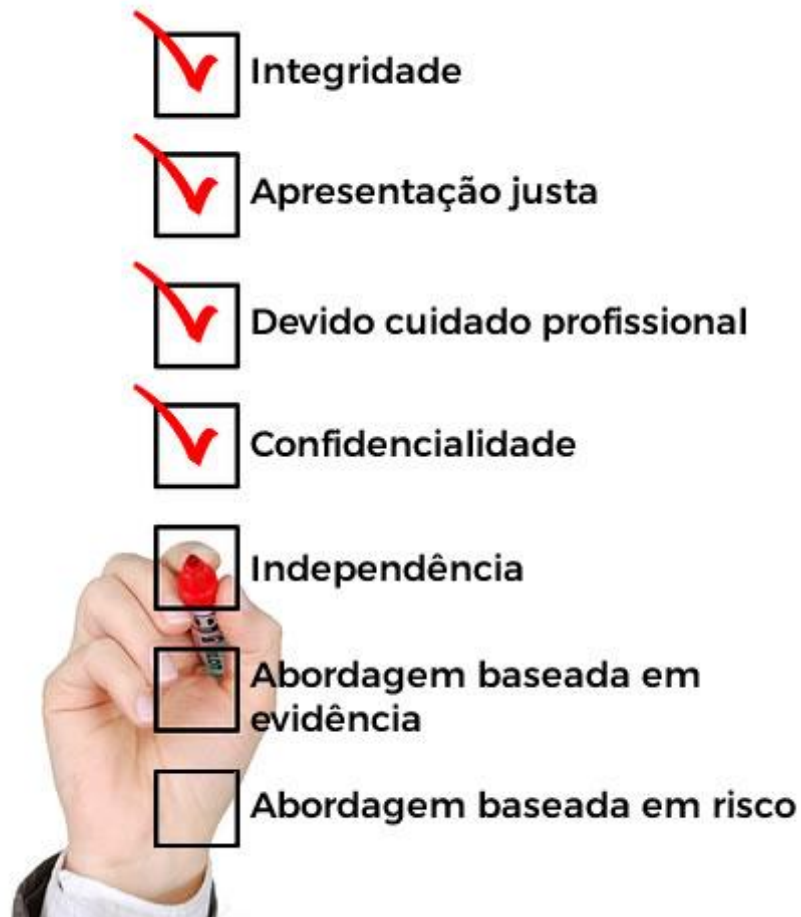 Integridade
Apresentação justa
Devido cuidado profissional
Confidencialidade
Independência
Abordagem baseada em
evidência
Abordagem baseada em risco